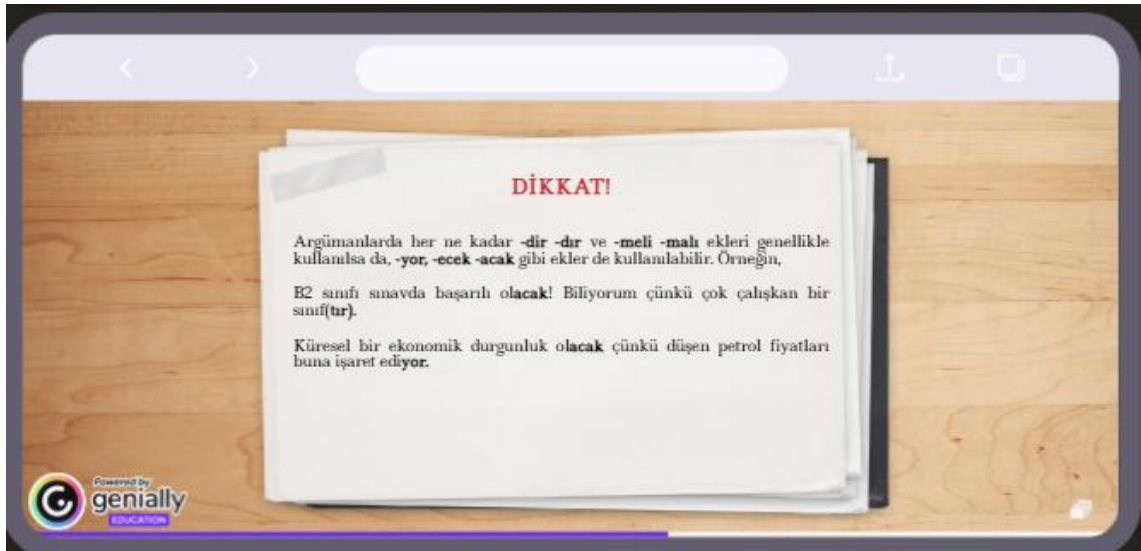 DİKKAT!
Argümanlarda her ne kadar -dir -dır ve -meli -malı ekleri genellikle
kullanılsa da, -yor, -ecek -acak gibi ekler de kullanılabilir. Örneğin,
B2 sınıfı sınavda başarılı olacak! Biliyorum çünkü çok çalışkan bir
sınıf(tır).
Küresel bir ekonomik durgunluk olacak çünkü düşen petrol fiyatları
buna işaret ediyor.
Powered by
genially
EDUCATION